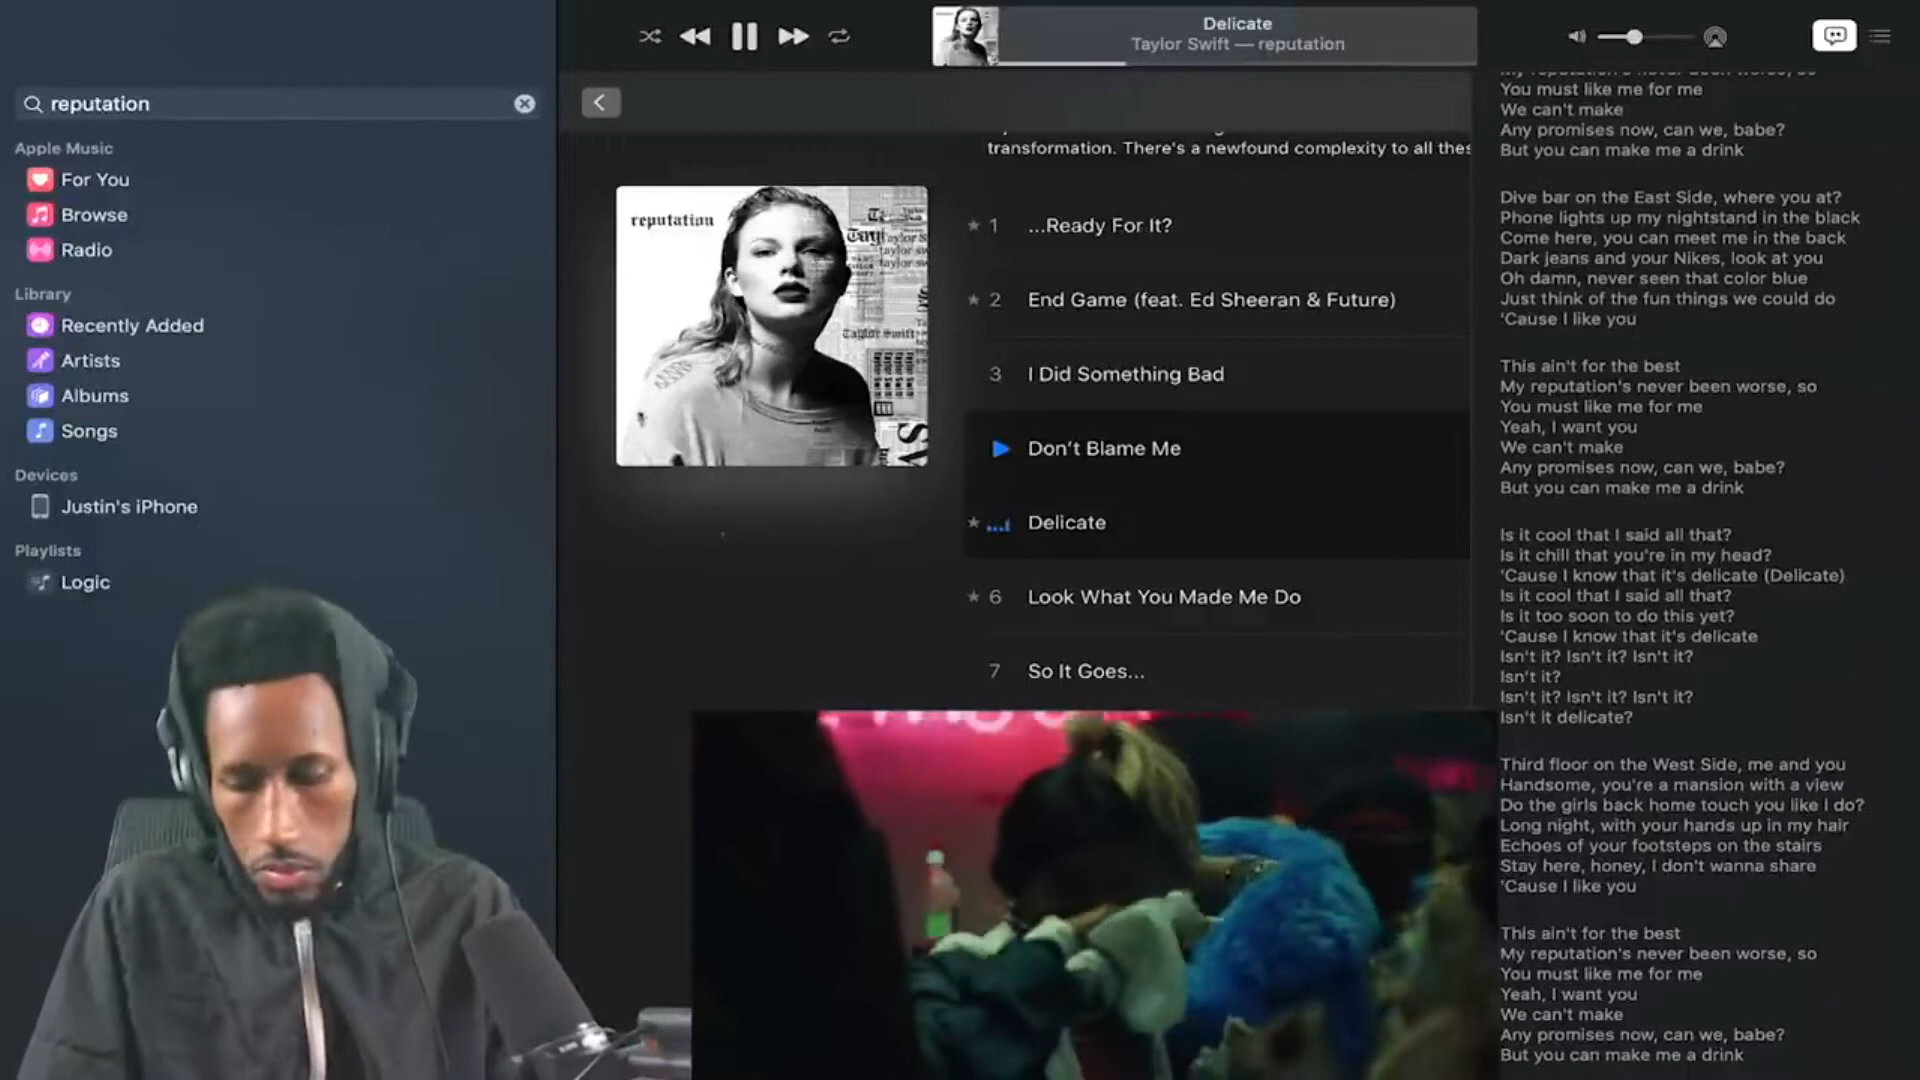 Delicate
Taylor Swift — reputation
reputation
Apple Music
For You
Browse
Radio
Library
Recently Added
Artists
Albums
Songs
Devices
Justin's iPhone
Playlists
Logic
transformation. There's a newfound complexity to all thes
reputation
Taylor Swift
★ 1 ...Ready For It?
★ 2 End Game (feat. Ed Sheeran & Future)
3 I Did Something Bad
Don't Blame Me
★ Delicate
★ 6 Look What You Made Me Do
7 So It Goes...
My reputation's never been worse, so
You must like me for me
We can't make
Any promises now, can we, babe?
But you can make me a drink
Dive bar on the East Side, where you at?
Phone lights up my nightstand in the black
Come here, you can meet me in the back
Dark jeans and your Nikes, look at you
Oh damn, never seen that color blue
Just think of the fun things we could do
'Cause I like you
This ain't for the best
My reputation's never been worse, so
You must like me for me
Yeah, I want you
We can't make
Any promises now, can we, babe?
But you can make me a drink
Is it cool that I said all that?
Is it chill that you're in my head?
'Cause I know that it's delicate (Delicate)
Is it cool that I said all that?
Is it too soon to do this yet?
'Cause I know that it's delicate
Isn't it? Isn't it? Isn't it?
Isn't it?
Isn't it? Isn't it? Isn't it?
Isn't it delicate?
Third floor on the West Side, me and you
Handsome, you're a mansion with a view
Do the girls back home touch you like I do?
Long night, with your hands up in my hair
Echoes of your footsteps on the stairs
Stay here, honey, I don't wanna share
'Cause I like you
This ain't for the best
My reputation's never been worse, so
You must like me for me
Yeah, I want you
We can't make
Any promises now, can we, babe?
But you can make me a drink